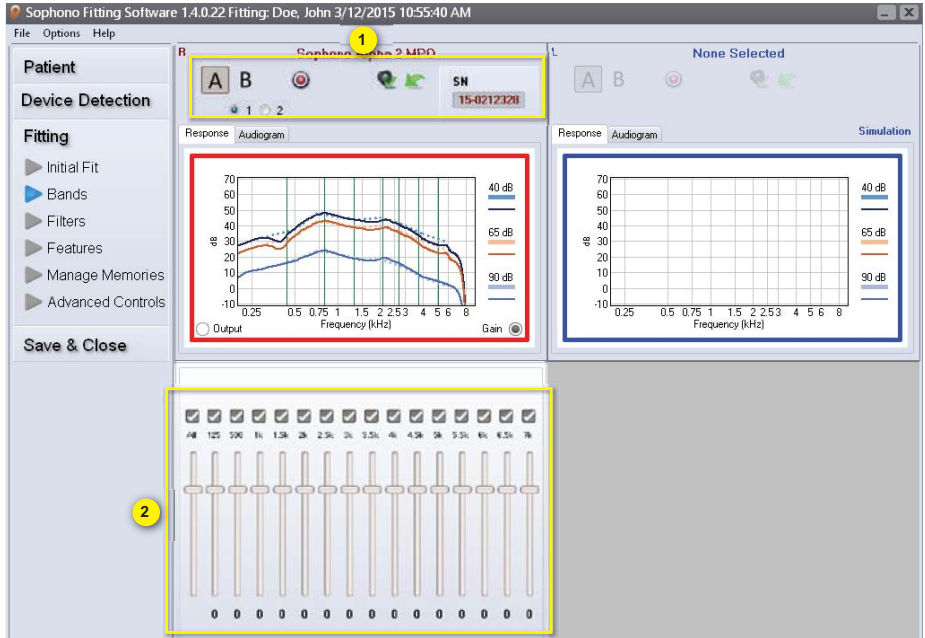 Sophono Fitting Software 1.4.0.22 Fitting: Doe, John 3/12/2015 10:55:40 AM
File Options Help
Patient
Device Detection
Fitting
Initial Fit
Bands
Filters
Features
Manage Memories
Advanced Controls
Save & Close
1
R
Sophono Alpha 2 MPO
A B
1 2
SN
15-0212328
Response Audiogram
70
60
50
40
30
20
10
0
-10
dB
0.25 0.5 0.75 1 1.5 2 2.5 3 4 5 6 8
Frequency (kHz)
Output
Gain
40 dB
65 dB
90 dB
L
None Selected
A B
Response Audiogram
Simulation
70
60
50
40
30
20
10
0
-10
dB
0.25 0.5 0.75 1 1.5 2 2.5 3 4 5 6 8
Frequency (kHz)
40 dB
65 dB
90 dB
2
All 125 500 1k 1.5k 2k 2.5k 3k 3.5k 4k 4.5k 5k 5.5k 6k 6.5k 7k
0 0 0 0 0 0 0 0 0 0 0 0 0 0 0